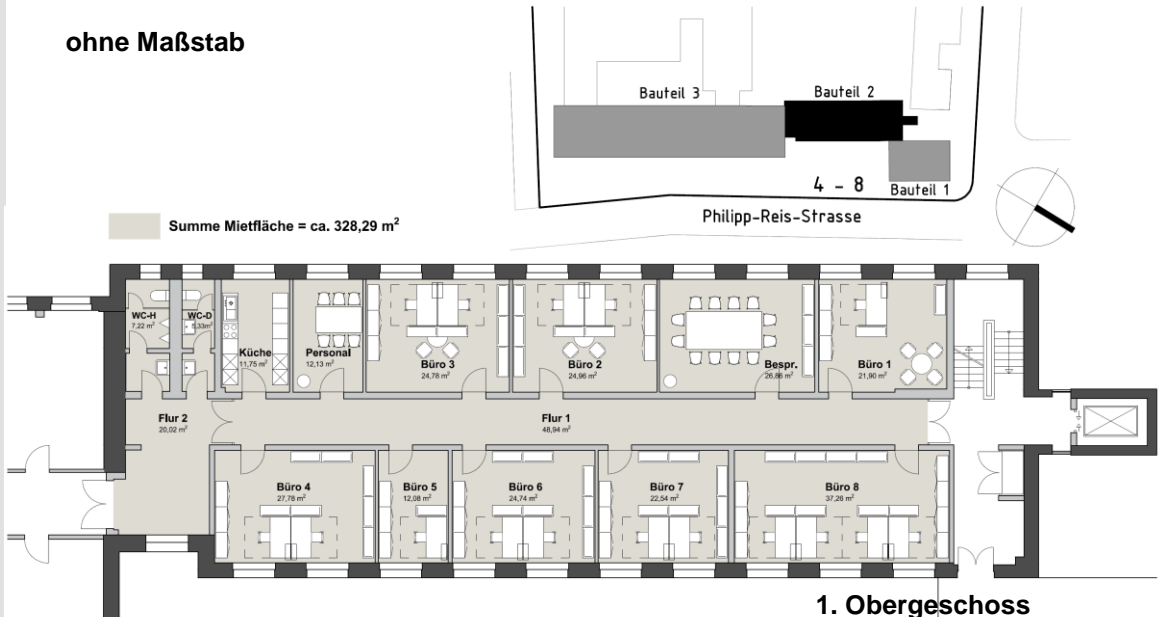 ohne Maßstab
Bauteil 3
Bauteil 2
4 - 8
Bauteil 1
Philipp-Reis-Strasse
Summe Mietfläche = ca. 328,29 m²
WC-H
7,22 m²
WC-D
5,33m²
Küche
11,75 m²
Personal
12,13 m²
Büro 3
24,78 m²
Büro 2
24,96 m²
Bespr.
26,86 m²
Büro 1
21,90 m²
Flur 2
20,02 m²
Flur 1
48,94 m²
Büro 4
27,78 m²
Büro 5
12,08 m²
Büro 6
24,74 m²
Büro 7
22,54 m²
Büro 8
37,26 m²
1. Obergeschoss